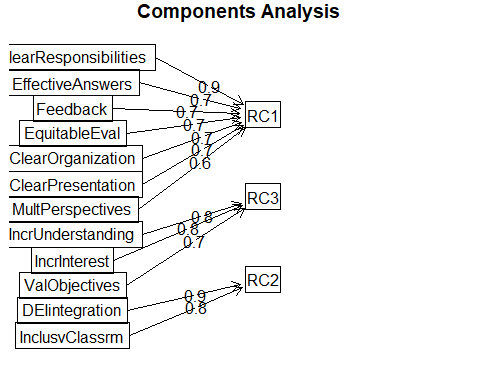 Components Analysis
learResponsibilities
EffectiveAnswers
Feedback
EquitableEval
ClearOrganization
ClearPresentation
MultPerspectives
IncrUnderstanding
IncrInterest
ValObjectives
DEIintegration
InclusvClassrm
0.9
0.7
0.7
0.7
0.7
0.7
0.6
0.8
0.8
0.7
0.9
0.8
RC1
RC3
RC2